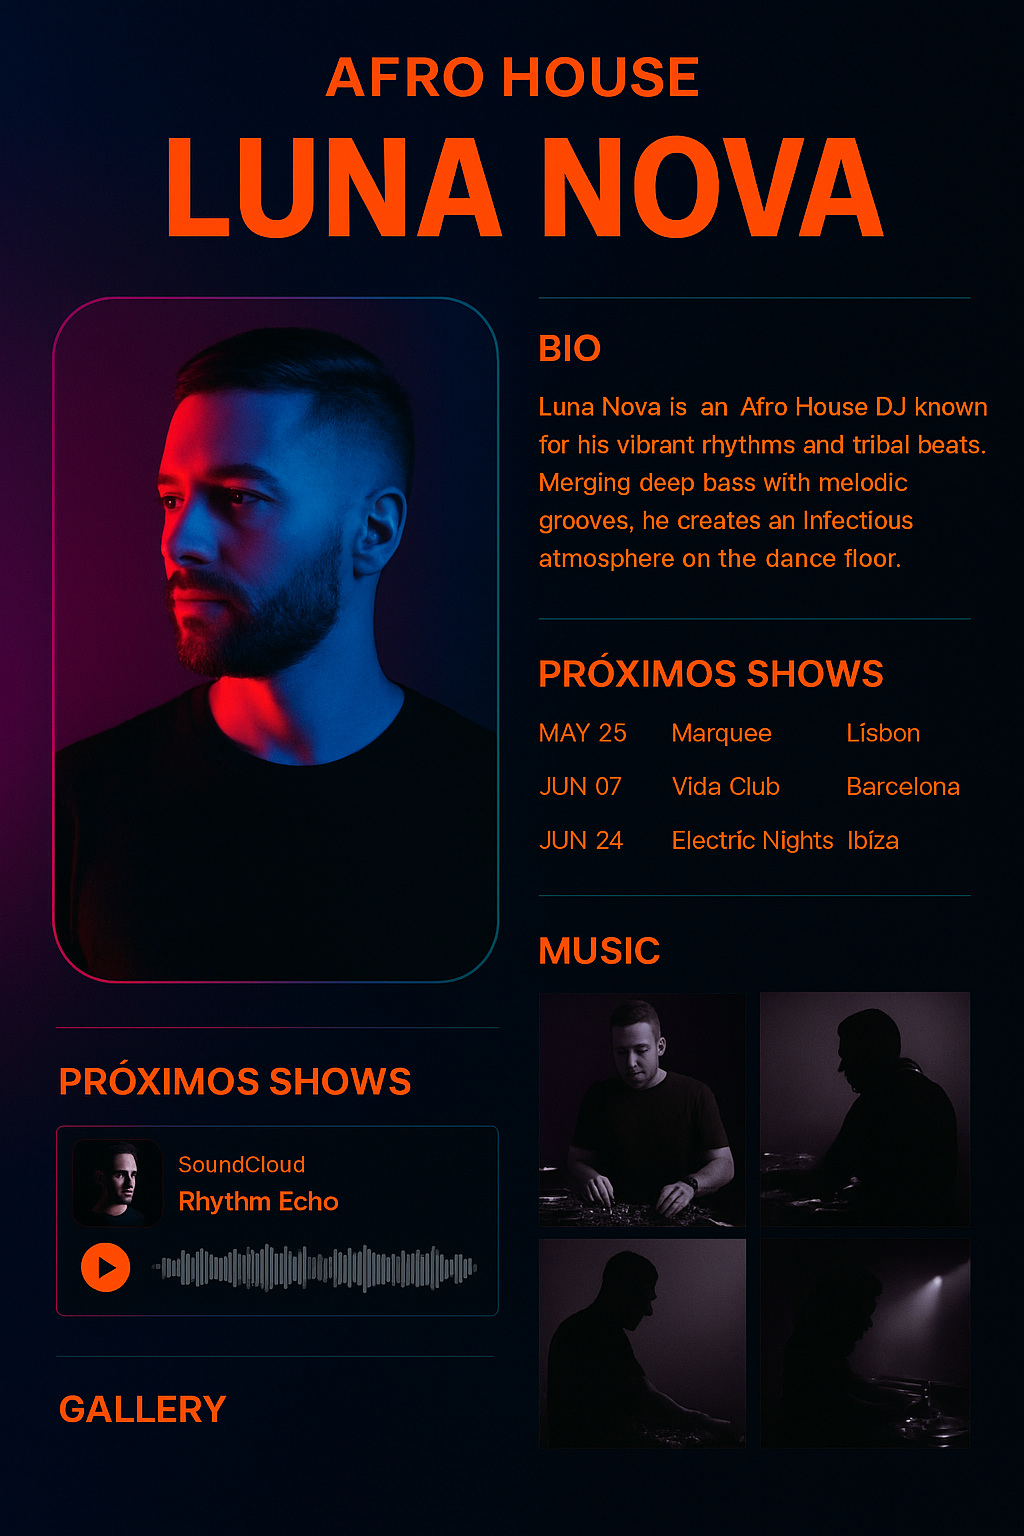 AFRO HOUSE
LUNA NOVA
BIO
Luna Nova is an Afro House DJ known
for his vibrant rhythms and tribal beats.
Merging deep bass with melodic
grooves, he creates an Infectious
atmosphere on the dance floor.
PRÓXIMOS SHOWS
MAY 25 Marquee Lísbon
JUN 07 Vida Club Barcelona
JUN 24 Electríc Nights Ibíza
MUSIC
PRÓXIMOS SHOWS
SoundCloud
Rhythm Echo
GALLERY